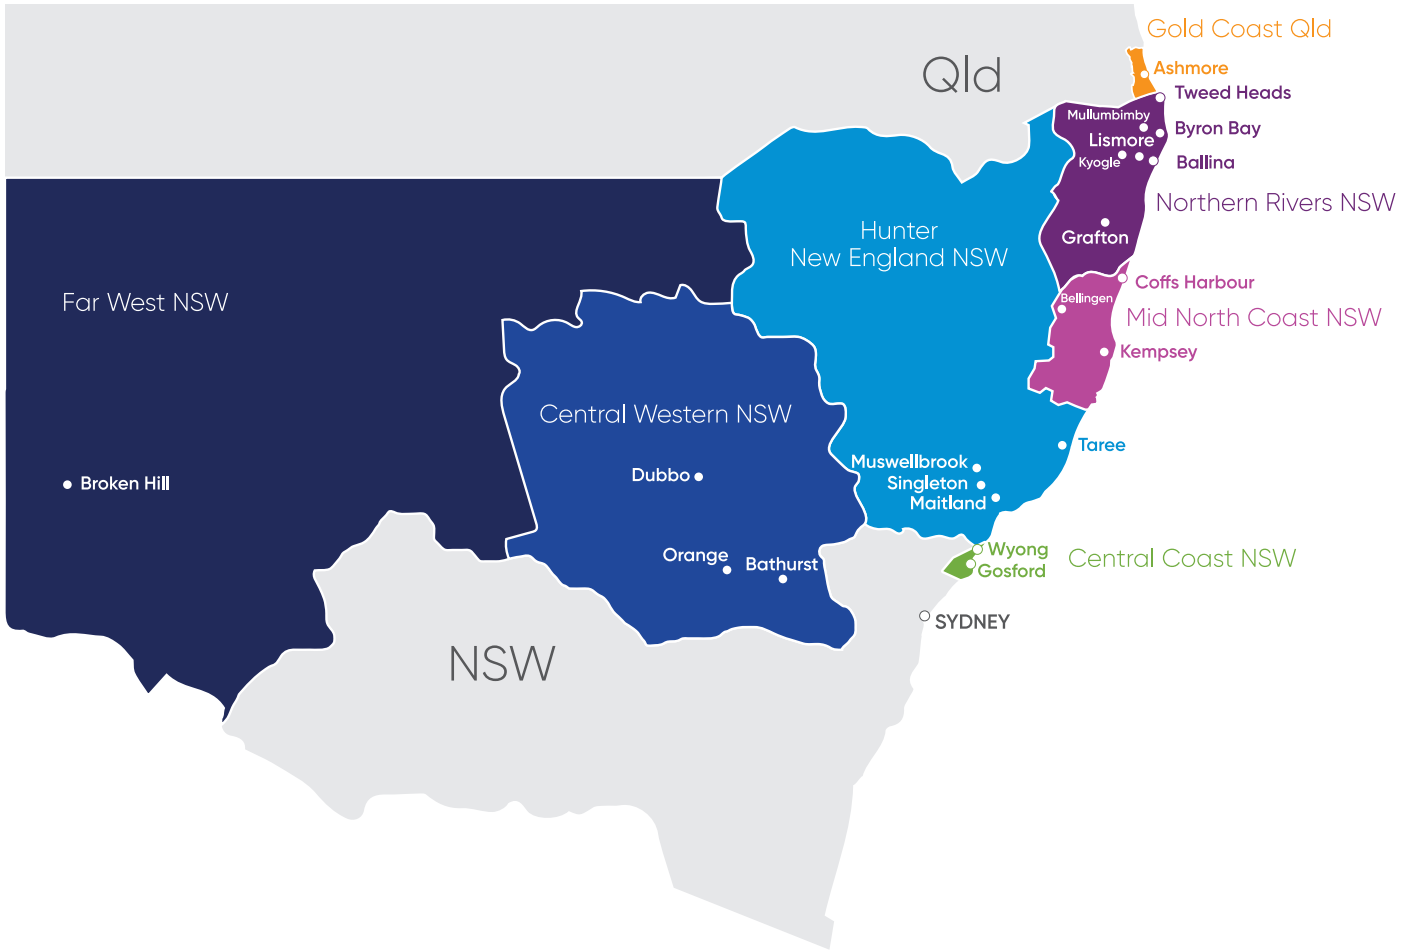 Gold Coast Qld
Qld
Ashmore
Tweed Heads
Mullumbimby
Byron Bay
Lismore
Kyogle
Ballina
Northern Rivers NSW
Hunter
New England NSW
Grafton
Far West NSW
Coffs Harbour
Bellingen
Mid North Coast NSW
Kempsey
Central Western NSW
Taree
Muswellbrook
Dubbo
Broken Hill
Singleton
Maitland
Wyong
Orange
Bathurst
Central Coast NSW
Gosford
SYDNEY
NSW